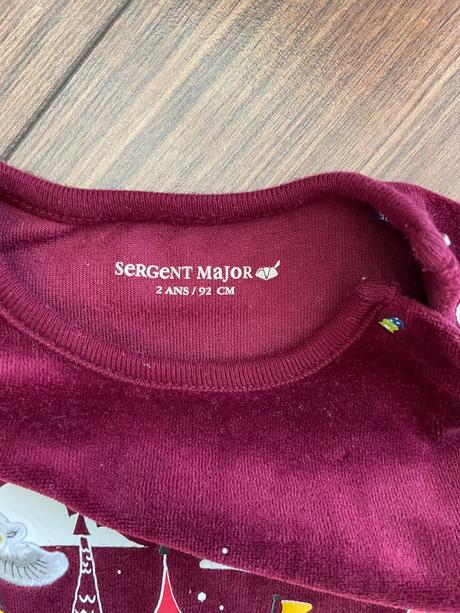 SeRGeNT MaJOR
2 ANS / 92 CM